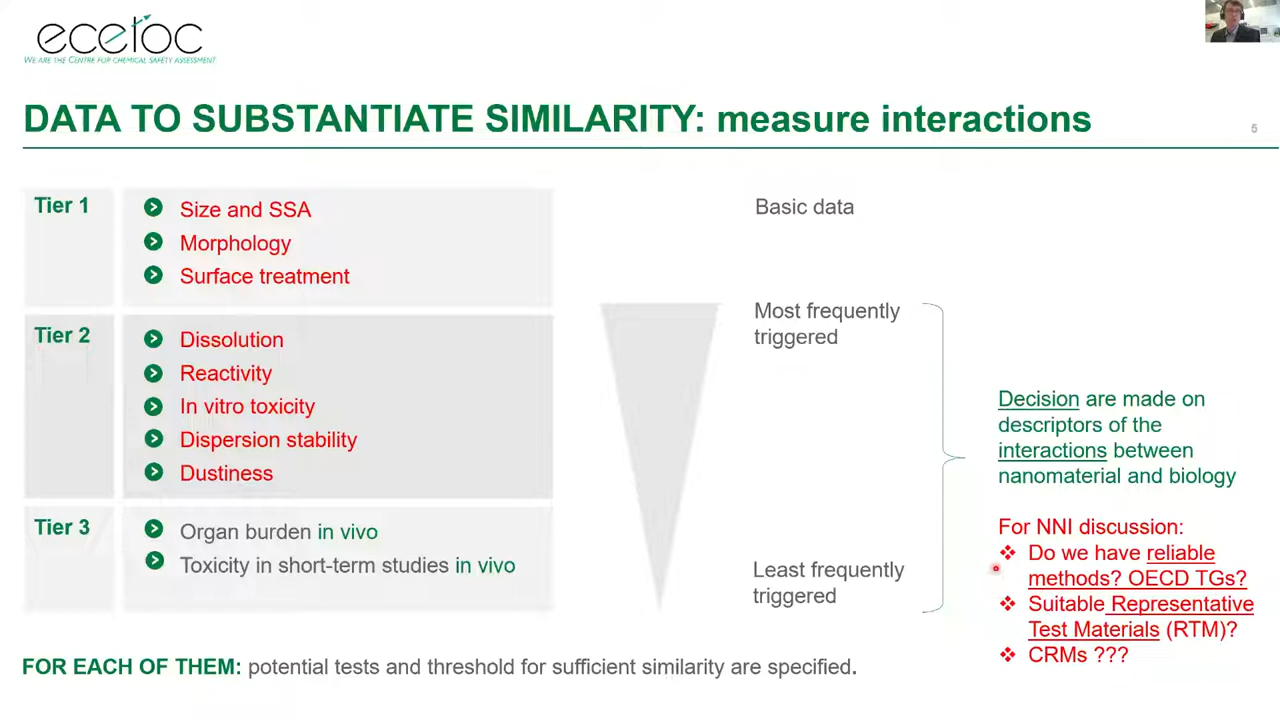 ecetoc
WE ARE THE CENTRE FOR CHEMICAL SAFETY ASSESSMENT
DATA TO SUBSTANTIATE SIMILARITY: measure interactions
5
Tier 1
Size and SSA
Morphology
Surface treatment
Basic data
Tier 2
Dissolution
Reactivity
In vitro toxicity
Dispersion stability
Dustiness
Most frequently
triggered
Tier 3
Organ burden in vivo
Toxicity in short-term studies in vivo
Least frequently
triggered
Decision are made on
descriptors of the
interactions between
nanomaterial and biology
For NNI discussion:
Do we have reliable
methods? OECD TGs?
Suitable Representative
Test Materials (RTM)?
CRMs ???
FOR EACH OF THEM: potential tests and threshold for sufficient similarity are specified.